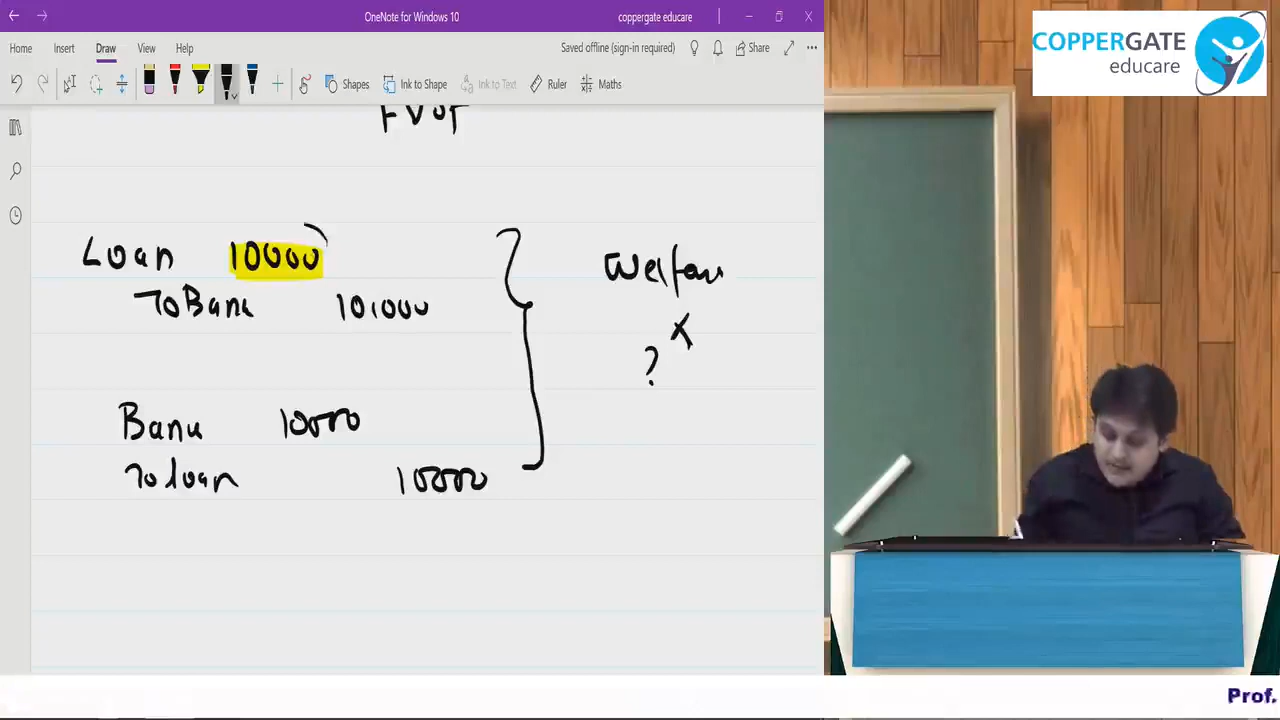 OneNote for Windows 10
coppergate educare
Home Insert Draw View Help
Saved offline (sign-in required)
Share
Shapes
Ink to Shape
Ink to Text
Ruler
Maths
COPPERGATE
educare
FVOF
Loan 10000
To Bank 10,000
Bank 10000
To Loan 10000
Welfare
x
?
Prof.